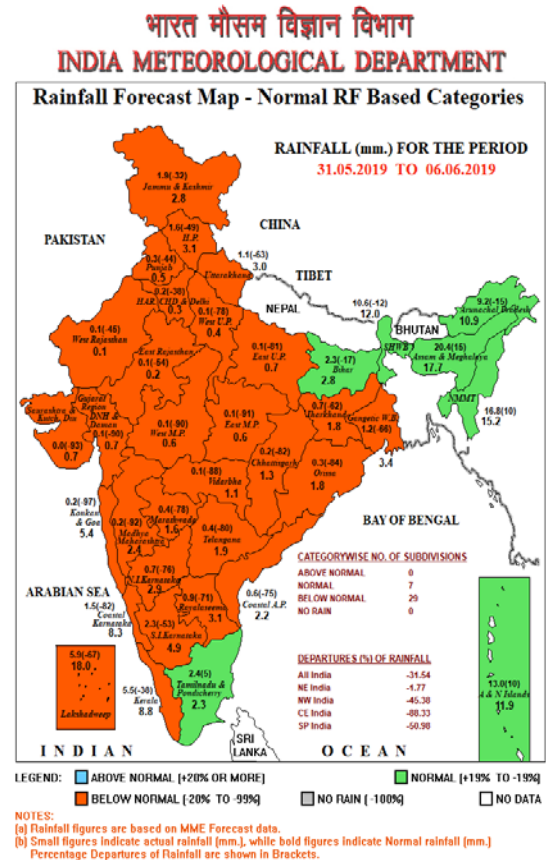 भारत मौसम विज्ञान विभाग
INDIA METEOROLOGICAL DEPARTMENT
Rainfall Forecast Map - Normal RF Based Categories
RAINFALL (mm.) FOR THE PERIOD
31.05.2019 TO 06.06.2019
1.9(-32)
Jammu & Kashmir
2.8
CHINA
1.6(-49)
H.P.
3.1
PAKISTAN
0.3(-44)
Punjab
0.5
1.1(-63)
3.0
Uttarakhand
TIBET
0.2(-38)
HAR. CHD & Delhi
0.3
0.1(-78)
West U.P.
0.4
NEPAL
10.6(-12)
12.0
BHUTAN
9.2(-15)
Arunachal Pradesh
10.9
0.1(-46)
West Rajasthan
0.1
East Rajasthan
0.1(-54)
0.2
0.1(-81)
East U.P.
0.7
2.3(-17)
Bihar
2.8
SHWB
20.4(15)
Assam & Meghalaya
17.7
NMMT
16.8(10)
15.2
Saurashtra &
Kutch, Diu
0.0(-93)
0.7
Gujarat
Region
DNH &
Daman
0.1(-80)
0.7
0.1(-90)
West M.P.
0.6
0.1(-91)
East M.P.
0.6
0.7(-62)
Jharkhand
1.8
Gangetic W.B.
1.2(-66)
3.4
0.2(-82)
Chhattisgarh
1.3
0.3(-84)
Orissa
1.8
0.1(-88)
Vidarbha
1.1
0.2(-97)
Konkan
& Goa
5.4
0.2(-92)
Madhya
Maharashtra
2.4
0.4(-78)
Marathwada
1.6
0.4(-80)
Telangana
1.9
BAY OF BENGAL
ARABIAN SEA
0.7(-76)
N.I.Karnataka
2.9
0.9(-71)
Rayalaseema
3.1
0.6(-75)
Coastal A.P.
2.2
1.5(-82)
Coastal
Karnataka
8.3
2.3(-53)
S.I.Karnataka
4.9
CATEGORYWISE NO. OF SUBDIVISIONS
ABOVE NORMAL 0
NORMAL 7
BELOW NORMAL 29
NO RAIN 0
5.9(-67)
18.0
Lakshadweep
2.4(5)
Tamilnadu &
Pondicherry
2.3
5.5(-38)
Kerala
8.8
DEPARTURES (%) OF RAINFALL
All India -31.54
NE India -1.77
NW India -45.38
CE India -88.33
SP India -50.98
13.0(10)
A & N Islands
11.9
SRI
LANKA
INDIAN OCEAN
LEGEND: ABOVE NORMAL (+20% OR MORE) NORMAL (+19% TO -19%)
BELOW NORMAL (-20% TO -99%) NO RAIN (-100%) NO DATA
NOTES:
(a) Rainfall figures are based on MME Forecast data.
(b) Small figures indicate actual rainfall (mm.), while bold figures indicate Normal rainfall (mm.)
Percentage Departures of Rainfall are shown in Brackets.